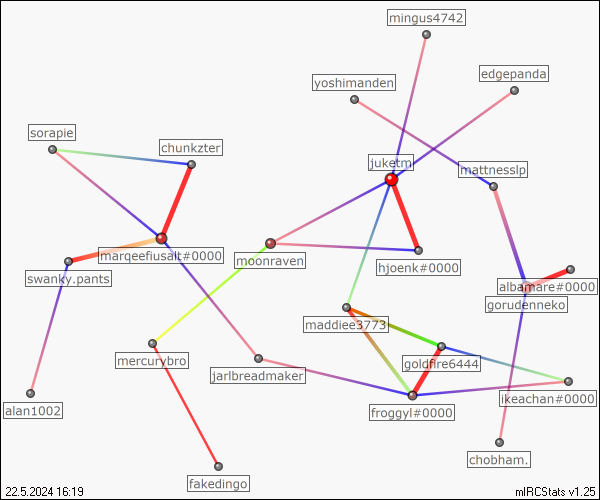 mingus4742
yoshimanden
edgepanda
sorapie
chunkzter
juketm
mattnesslp
marqeefiusalt#0000
moonraven
hjoenk#0000
swanky.pants
albamare#0000
gorudenneko
maddiee3773
mercurybro
goldfire6444
jarlbreadmaker
ikeachan#0000
alan1002
froggyl#0000
chobham.
fakedingo
22.5.2024 16:19
mIRCStats v1.25